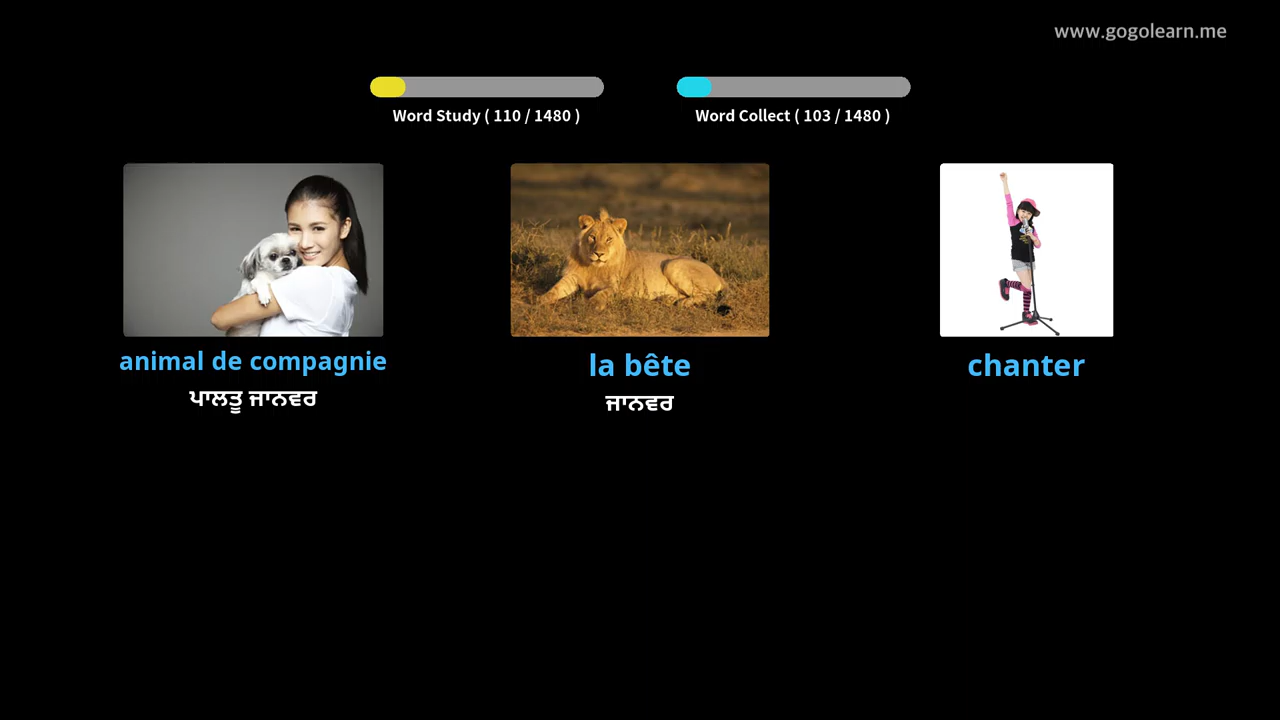 www.gogolearn.me
Word Study ( 110 / 1480 )
Word Collect ( 103 / 1480 )
animal de compagnie
ਪਾਲਤੂ ਜਾਨਵਰ
la bête
ਜਾਨਵਰ
chanter